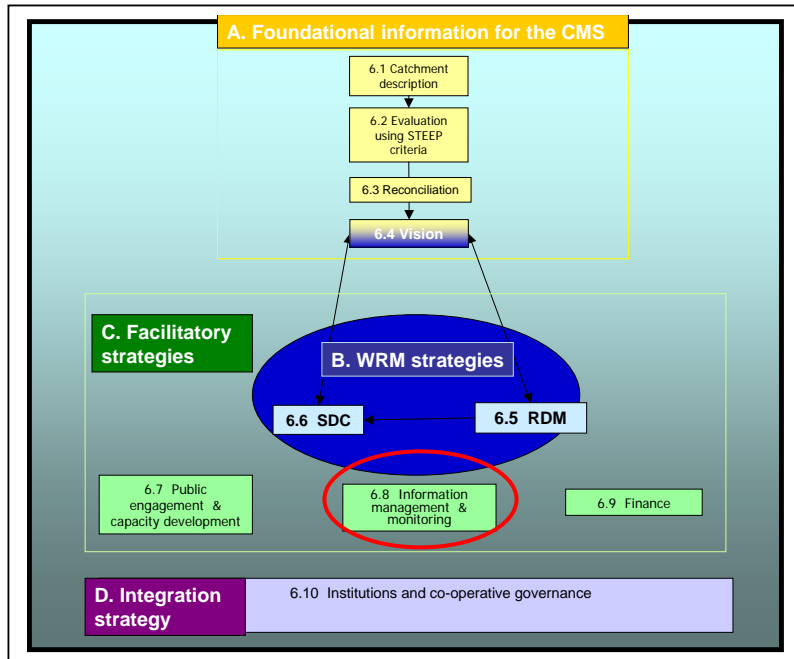 A. Foundational information for the CMS
6.1 Catchment
description
6.2 Evaluation
using STEEP
criteria
6.3 Reconciliation
6.4 Vision
C. Facilitatory
strategies
B. WRM strategies
6.6 SDC
6.5 RDM
6.7 Public
engagement &
capacity development
6.8 Information
management &
monitoring
6.9 Finance
D. Integration
strategy
6.10 Institutions and co-operative governance